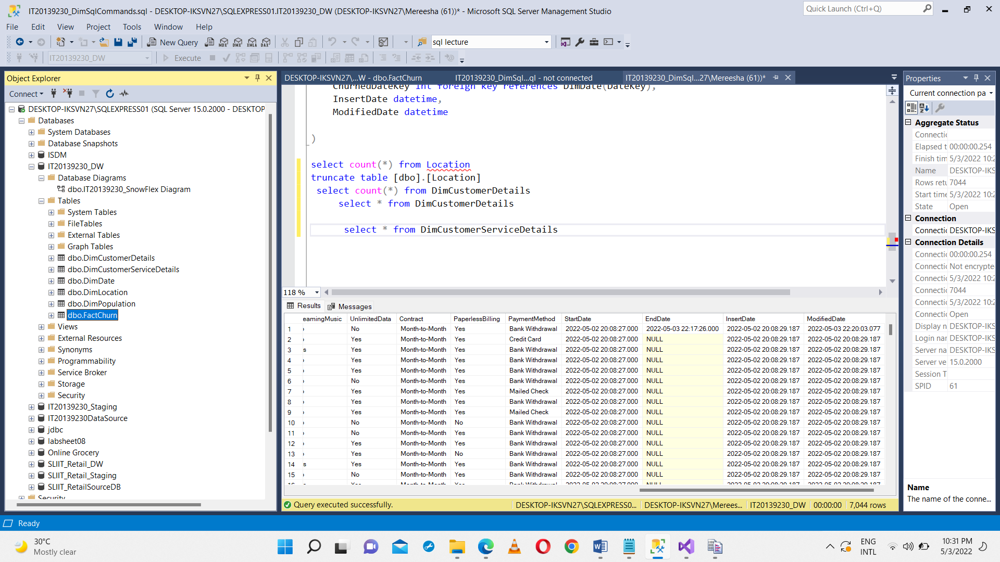 IT20139230_DimSqlCommands.sql - DESKTOP-IKSVN27\SQLEXPRESS01.IT20139230_DW (DESKTOP-IKSVN27\Mereesha (61))* - Microsoft SQL Server Management Studio
Quick Launch (Ctrl+Q)
File Edit View Project Tools Window Help
New Query MDX DMX XMLA DAX sql lecture
IT20139230_DW Execute
Object Explorer
Connect
DESKTOP-IKSVN27\SQLEXPRESS01 (SQL Server 15.0.2000 - DESKTOP
Databases
System Databases
Database Snapshots
ISDM
IT20139230_DW
Database Diagrams
dbo.IT20139230_SnowFlex Diagram
Tables
System Tables
FileTables
External Tables
Graph Tables
dbo.DimCustomerDetails
dbo.DimCustomerServiceDetails
dbo.DimDate
dbo.DimLocation
dbo.DimPopulation
dbo.FactChurn
Views
External Resources
Synonyms
Programmability
Service Broker
Storage
Security
IT20139230_Staging
IT20139230DataSource
jdbc
labsheet08
Online Grocery
SLIIT_Retail_DW
SLIIT_Retail_Staging
SLIIT_RetailSourceDB
Security
DESKTOP-IKSVN27\...W - dbo.FactChurn IT20139230_DimSql...ql - not connected IT20139230_DimSql...27\Mereesha (61))*
ChurnedDateKey int foreign key references DimDate(DateKey),
InsertDate datetime,
ModifiedDate datetime
)
select count(*) from Location
truncate table [dbo].[Location]
select count(*) from DimCustomerDetails
select * from DimCustomerDetails
select * from DimCustomerServiceDetails
118 %
Results Messages
eamingMusic UnlimitedData Contract PaperlessBilling PaymentMethod StartDate EndDate InsertDate ModifiedDate
1 No Month-to-Month Yes Bank Withdrawal 2022-05-02 20:08:27.000 2022-05-03 22:17:26.000 2022-05-02 20:08:29.187 2022-05-03 22:20:03.077
2 Yes Month-to-Month Yes Credit Card 2022-05-02 20:08:27.000 NULL 2022-05-02 20:08:29.187 2022-05-02 20:08:29.187
3 s Yes Month-to-Month Yes Bank Withdrawal 2022-05-02 20:08:27.000 NULL 2022-05-02 20:08:29.187 2022-05-02 20:08:29.187
4 Yes Month-to-Month Yes Bank Withdrawal 2022-05-02 20:08:27.000 NULL 2022-05-02 20:08:29.187 2022-05-02 20:08:29.187
5 Yes Month-to-Month Yes Bank Withdrawal 2022-05-02 20:08:27.000 NULL 2022-05-02 20:08:29.187 2022-05-02 20:08:29.187
6 No Month-to-Month Yes Bank Withdrawal 2022-05-02 20:08:27.000 NULL 2022-05-02 20:08:29.187 2022-05-02 20:08:29.187
7 Yes Month-to-Month Yes Mailed Check 2022-05-02 20:08:27.000 NULL 2022-05-02 20:08:29.187 2022-05-02 20:08:29.187
8 Yes Month-to-Month Yes Bank Withdrawal 2022-05-02 20:08:27.000 NULL 2022-05-02 20:08:29.187 2022-05-02 20:08:29.187
9 Yes Month-to-Month Yes Mailed Check 2022-05-02 20:08:27.000 NULL 2022-05-02 20:08:29.187 2022-05-02 20:08:29.187
10 No Month-to-Month No Bank Withdrawal 2022-05-02 20:08:27.000 NULL 2022-05-02 20:08:29.187 2022-05-02 20:08:29.187
11 No Month-to-Month Yes Bank Withdrawal 2022-05-02 20:08:27.000 NULL 2022-05-02 20:08:29.187 2022-05-02 20:08:29.187
12 Yes Month-to-Month Yes Bank Withdrawal 2022-05-02 20:08:27.000 NULL 2022-05-02 20:08:29.187 2022-05-02 20:08:29.187
13 Yes Month-to-Month No Bank Withdrawal 2022-05-02 20:08:27.000 NULL 2022-05-02 20:08:29.187 2022-05-02 20:08:29.187
14 s Yes Month-to-Month Yes Bank Withdrawal 2022-05-02 20:08:27.000 NULL 2022-05-02 20:08:29.187 2022-05-02 20:08:29.187
15 No Month-to-Month Yes Bank Withdrawal 2022-05-02 20:08:27.000 NULL 2022-05-02 20:08:29.187 2022-05-02 20:08:29.187
Query executed successfully. DESKTOP-IKSVN27\SQLEXPRESS0... DESKTOP-IKSVN27\Merees... IT20139230_DW 00:00:00 7,044 rows
Properties
Current connection pa
Aggregate Status
Connectic
Elapsed t 00:00:00.254
Finish tim 5/3/2022 10:2
Name DESKTOP-IKS
Rows retu 7044
Start time 5/3/2022 10:2
State Open
Connection
Connectic DESKTOP-IKS
Connection Details
Connectic 00:00:00.254
Connectic Not encrypte
Connectic 5/3/2022 10:2
Connectic 7044
Connectic 5/3/2022 10:2
Connectic Open
Display n DESKTOP-IKS
Login nar DESKTOP-IKS
Server na DESKTOP-IKS
Server ve 15.0.2000
Session T
SPID 61
Name
The name of the conne...
Ready
30°C
Mostly clear
ENG
INTL
10:31 PM
5/3/2022